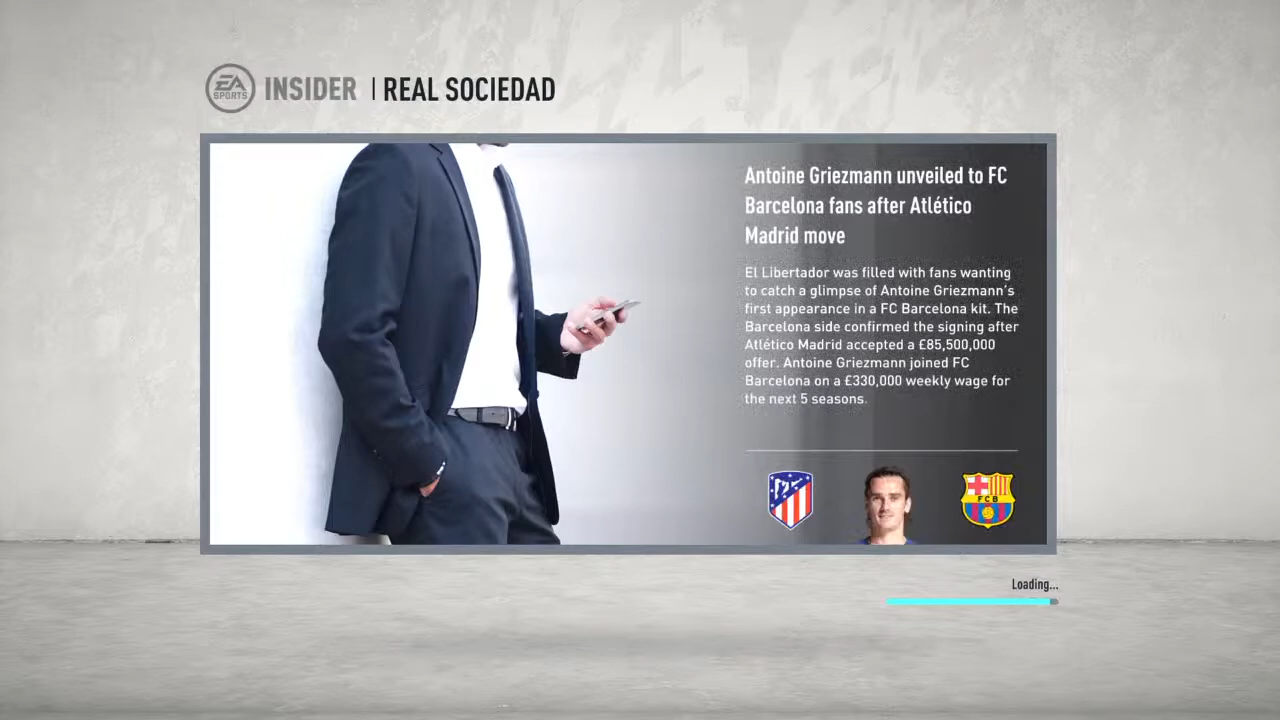 EA
SPORTS
INSIDER | REAL SOCIEDAD
Antoine Griezmann unveiled to FC
Barcelona fans after Atlético
Madrid move
El Libertador was filled with fans wanting
to catch a glimpse of Antoine Griezmann's
first appearance in a FC Barcelona kit. The
Barcelona side confirmed the signing after
Atlético Madrid accepted a £85,500,000
offer. Antoine Griezmann joined FC
Barcelona on a £330,000 weekly wage for
the next 5 seasons.
FCB
Loading...